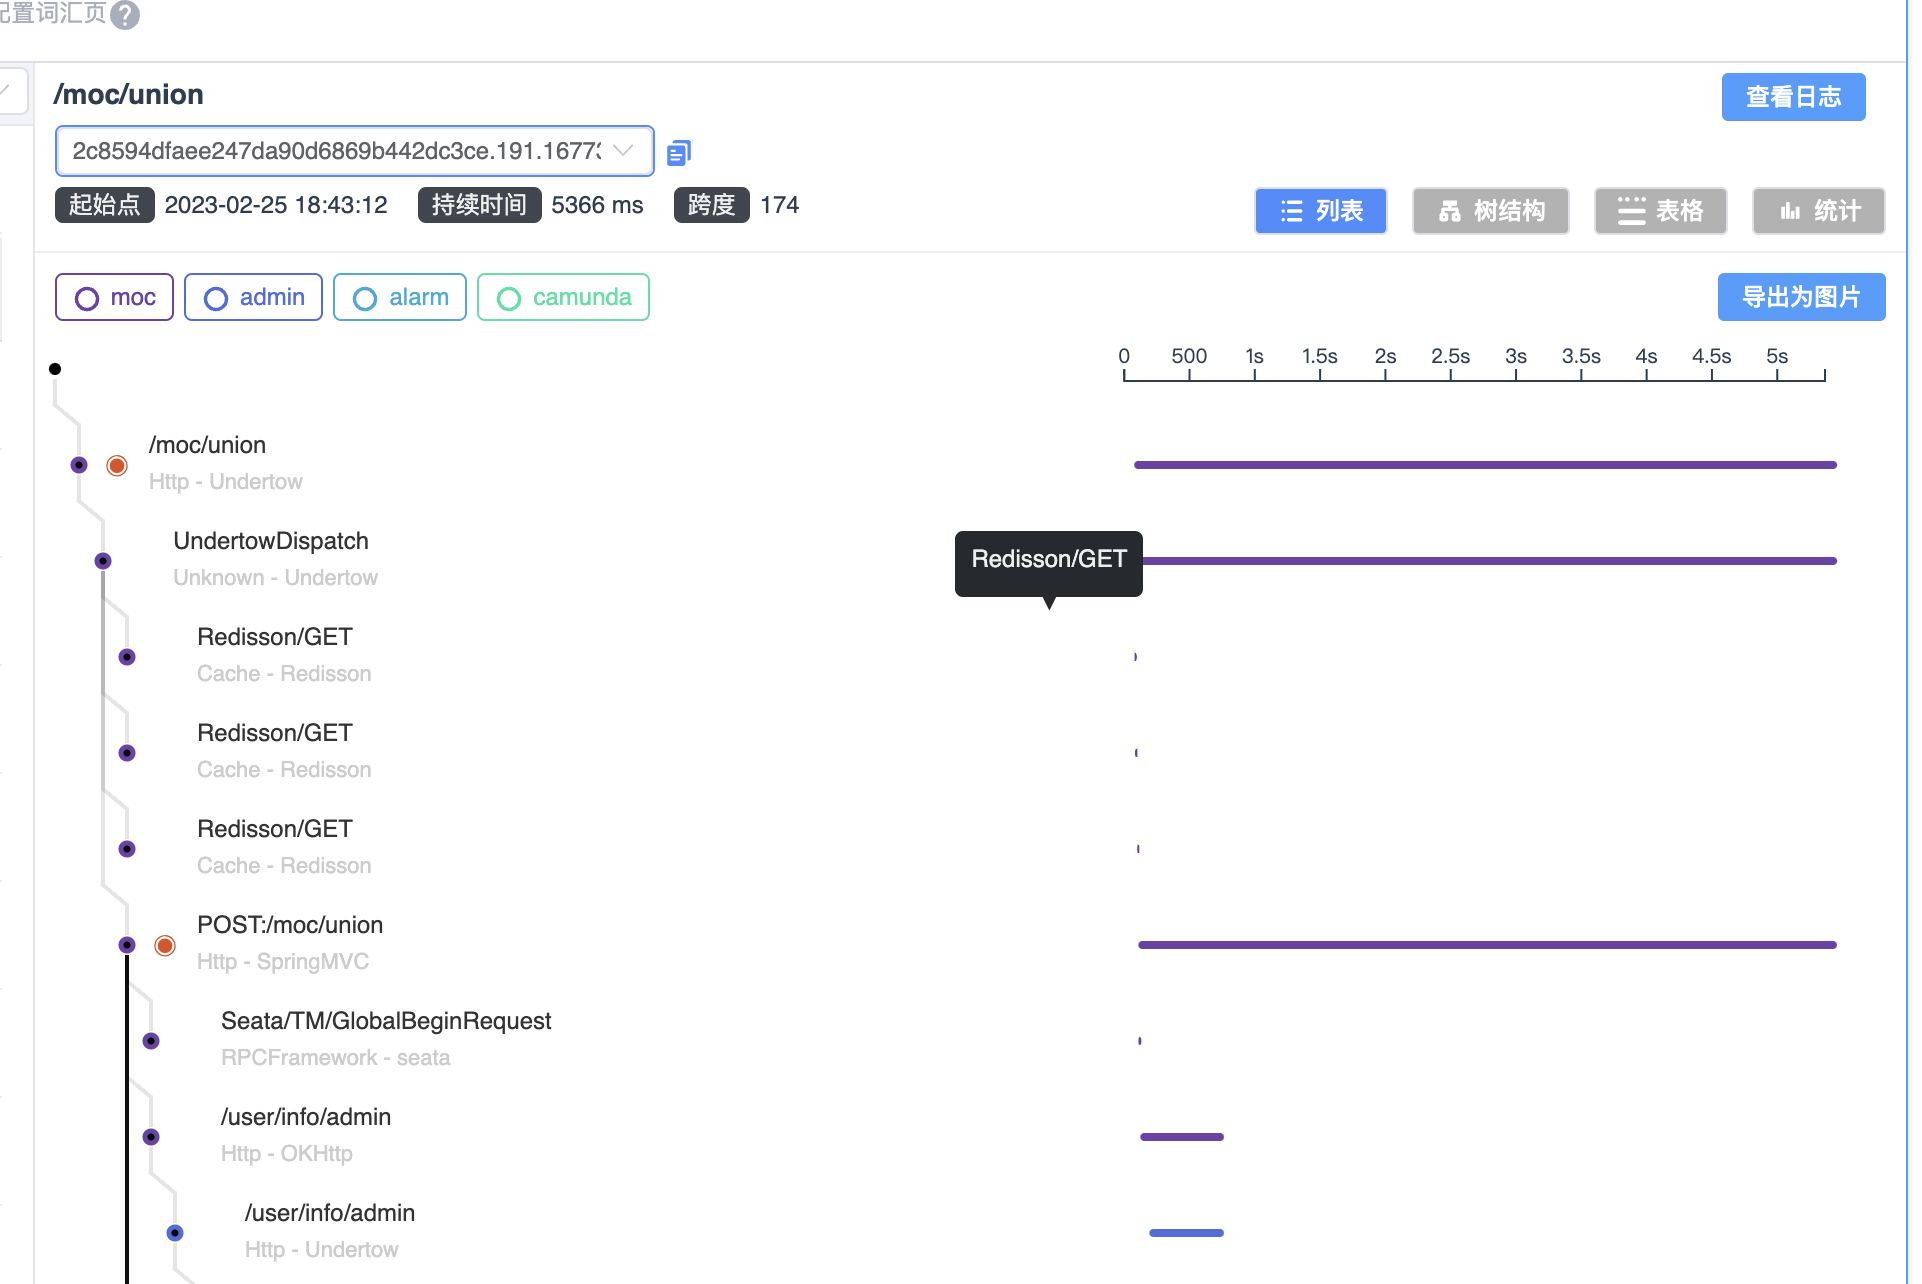 配置词汇页
/moc/union
查看日志
2c8594dfaee247da90d6869b442dc3ce.191.1677
起始点 2023-02-25 18:43:12 持续时间 5366 ms 跨度 174
列表 树结构 表格 统计
moc admin alarm camunda
导出为图片
0 500 1s 1.5s 2s 2.5s 3s 3.5s 4s 4.5s 5s
/moc/union
Http - Undertow
UndertowDispatch
Unknown - Undertow
Redisson/GET
Redisson/GET
Cache - Redisson
Redisson/GET
Cache - Redisson
Redisson/GET
Cache - Redisson
POST:/moc/union
Http - SpringMVC
Seata/TM/GlobalBeginRequest
RPCFramework - seata
/user/info/admin
Http - OKHttp
/user/info/admin
Http - Undertow